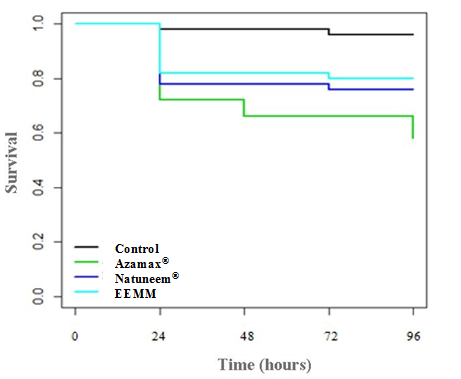 1.0
0.8
0.6
0.4
0.2
0.0
Survival
Control
Azamax®
Natuneem®
EEMM
0 24 48 72 96
Time (hours)